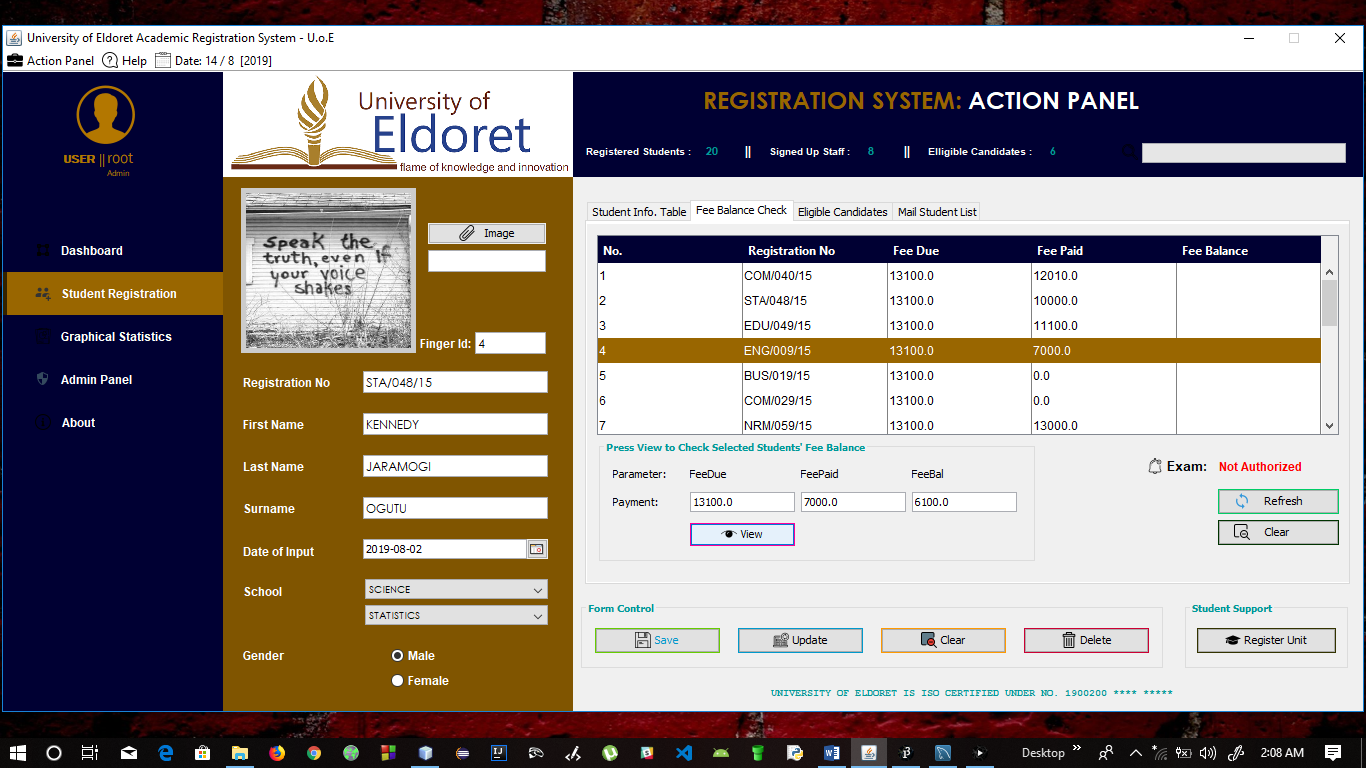 University of Eldoret Academic Registration System - U.o.E
Action Panel Help Date: 14 / 8 [2019]
USER || root
Admin
Dashboard
Student Registration
Graphical Statistics
Admin Panel
About
University of
Eldoret
flame of knowledge and innovation
REGISTRATION SYSTEM: ACTION PANEL
Registered Students : 20 || Signed Up Staff : 8 || Elligible Candidates : 6
speak the
truth, even if
your voice
shakes
Image
Finger Id: 4
Registration No STA/048/15
First Name KENNEDY
Last Name JARAMOGI
Surname OGUTU
Date of Input 2019-08-02
School SCIENCE
STATISTICS
Gender Male
Female
Student Info. Table Fee Balance Check Eligible Candidates Mail Student List
No. Registration No Fee Due Fee Paid Fee Balance
1 COM/040/15 13100.0 12010.0
2 STA/048/15 13100.0 10000.0
3 EDU/049/15 13100.0 11100.0
4 ENG/009/15 13100.0 7000.0
5 BUS/019/15 13100.0 0.0
6 COM/029/15 13100.0 0.0
7 NRM/059/15 13100.0 13000.0
Press View to Check Selected Students' Fee Balance
Parameter: FeeDue FeePaid FeeBal
Payment: 13100.0 7000.0 6100.0
View
Exam: Not Authorized
Refresh
Clear
Form Control
Save Update Clear Delete
Student Support
Register Unit
UNIVERSITY OF ELDORET IS ISO CERTIFIED UNDER NO. 1900200 **** *****
Desktop 2:08 AM